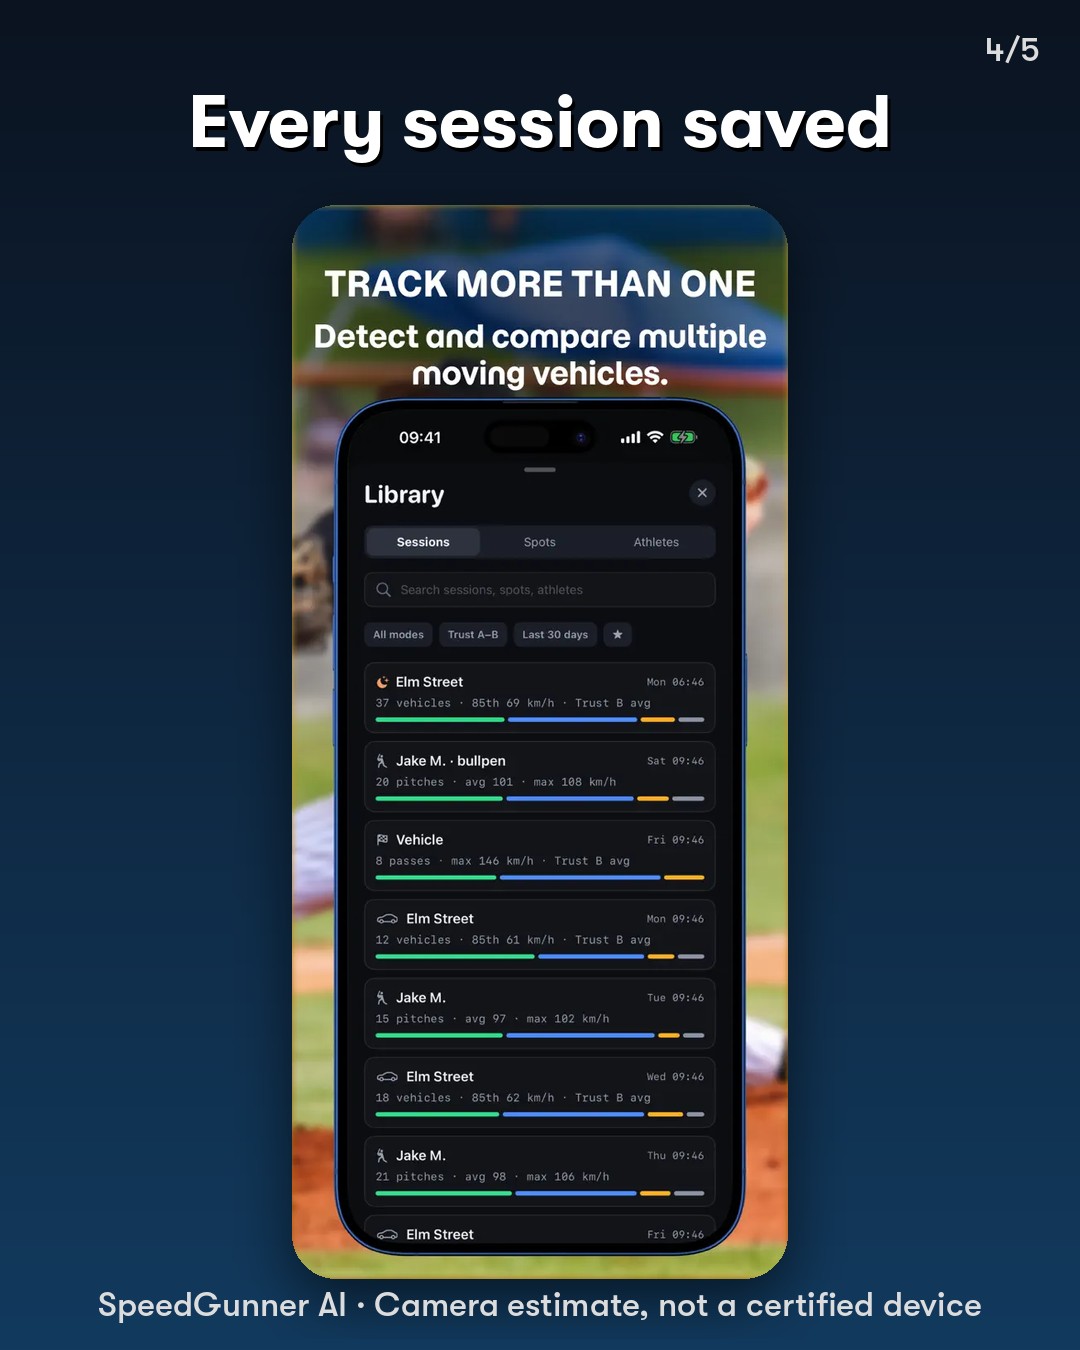 4/5
Every session saved
TRACK MORE THAN ONE
Detect and compare multiple
moving vehicles.
09:41
Library
Sessions Spots Athletes
Search sessions, spots, athletes
All modes Trust A–B Last 30 days ★
Elm Street Mon 06:46
37 vehicles · 85th 69 km/h · Trust B avg
Jake M. · bullpen Sat 09:46
20 pitches · avg 101 · max 108 km/h
Vehicle Fri 09:46
8 passes · max 146 km/h · Trust B avg
Elm Street Mon 09:46
12 vehicles · 85th 61 km/h · Trust B avg
Jake M. Tue 09:46
15 pitches · avg 97 · max 102 km/h
Elm Street Wed 09:46
18 vehicles · 85th 62 km/h · Trust B avg
Jake M. Thu 09:46
21 pitches · avg 98 · max 106 km/h
Elm Street Fri 09:46
SpeedGunner AI · Camera estimate, not a certified device